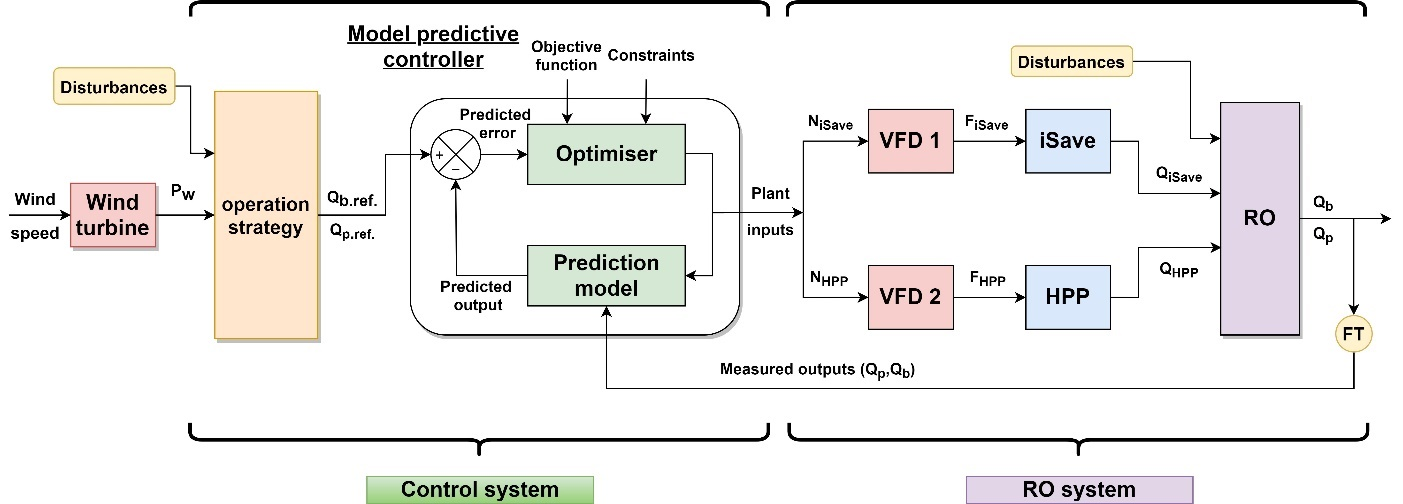 Model predictive
controller
Objective
function
Constraints
Disturbances
Disturbances
Predicted
error
+
−
Optimiser
N_iSave
VFD 1
F_iSave
iSave
Q_iSave
Wind
speed
Wind
turbine
P_W
operation
strategy
Q_b.ref.
Q_p.ref.
Plant
inputs
RO
Q_b
Q_p
Predicted
output
Prediction
model
N_HPP
VFD 2
F_HPP
HPP
Q_HPP
FT
Measured outputs (Q_p,Q_b)
Control system
RO system